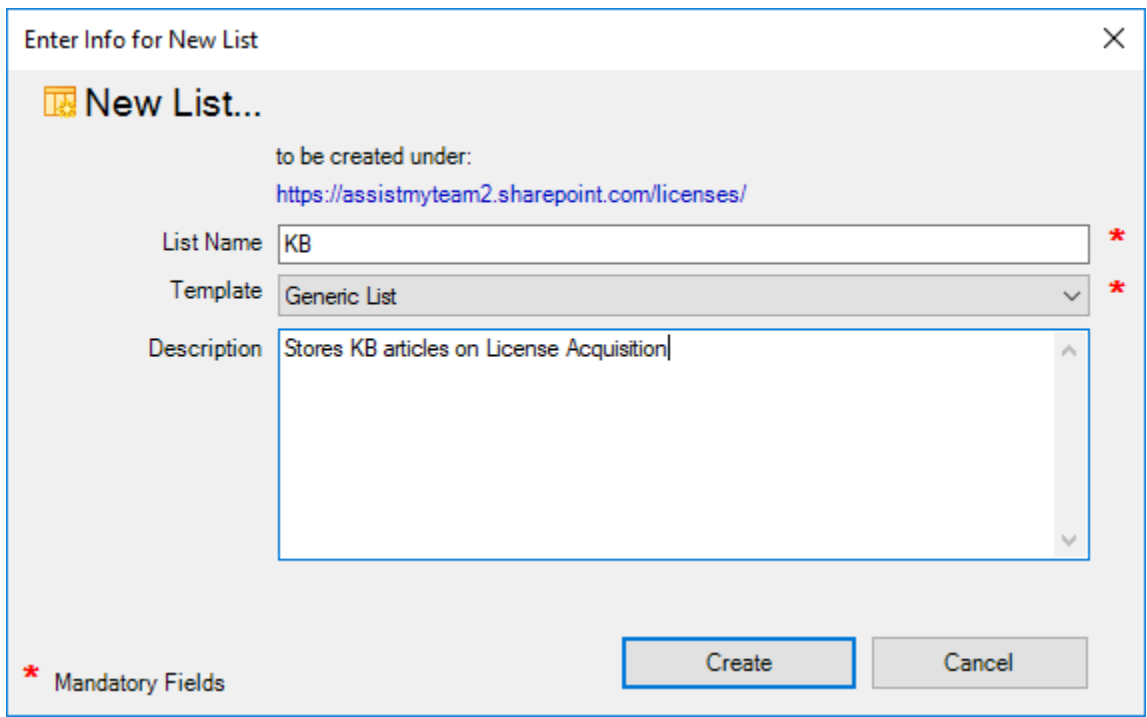 Enter Info for New List
New List...
to be created under:
https://assistmyteam2.sharepoint.com/licenses/
List Name KB *
Template Generic List *
Description Stores KB articles on License Acquisition
Create Cancel
* Mandatory Fields